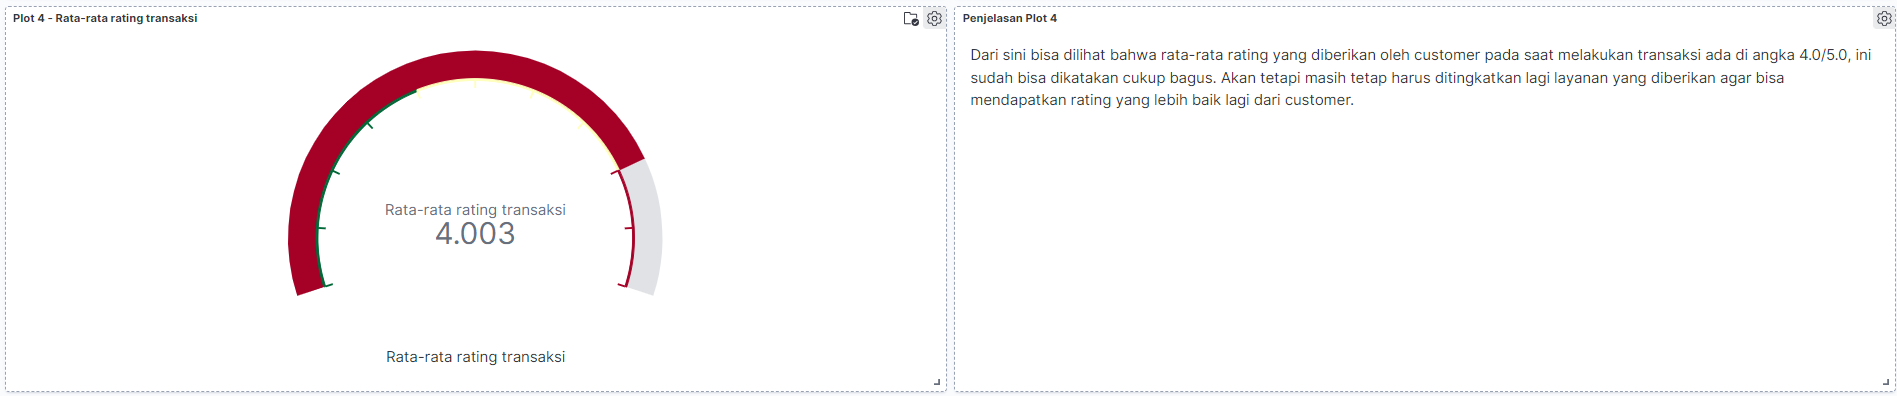 Plot 4 - Rata-rata rating transaksi
Rata-rata rating transaksi
4.003
Rata-rata rating transaksi
Penjelasan Plot 4
Dari sini bisa dilihat bahwa rata-rata rating yang diberikan oleh customer pada saat melakukan transaksi ada di angka 4.0/5.0, ini
sudah bisa dikatakan cukup bagus. Akan tetapi masih tetap harus ditingkatkan lagi layanan yang diberikan agar bisa
mendapatkan rating yang lebih baik lagi dari customer.